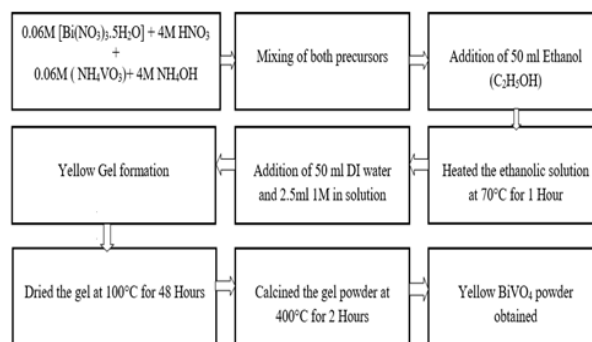 0.06M [Bi(NO₃)₃.5H₂O] + 4M HNO₃
+
0.06M ( NH₄VO₃)+ 4M NH₄OH
Mixing of both precursors
Addition of 50 ml Ethanol
(C₂H₅OH)
Yellow Gel formation
Addition of 50 ml DI water
and 2.5ml 1M in solution
Heated the ethanolic solution
at 70°C for 1 Hour
Dried the gel at 100°C for 48 Hours
Calcined the gel powder at
400°C for 2 Hours
Yellow BiVO₄ powder
obtained